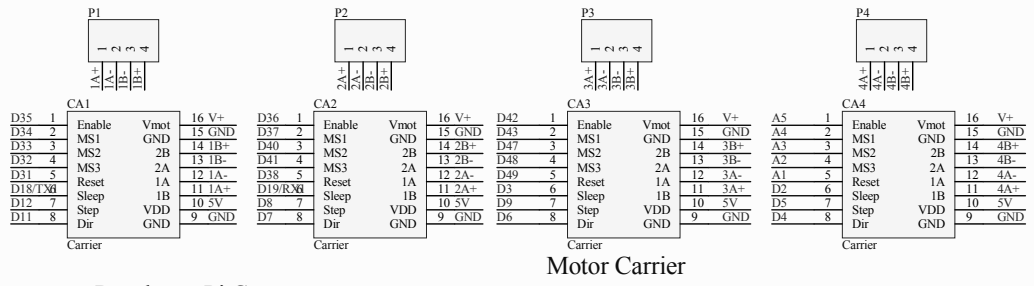 P1 P2 P3 P4
1 2 3 4 1 2 3 4 1 2 3 4 1 2 3 4
1A+ 1A- 1B- 1B+ 2A+ 2A- 2B- 2B+ 3A+ 3A- 3B- 3B+ 4A+ 4A- 4B- 4B+
CA1 CA2 CA3 CA4
D35 1 Enable Vmot 16 V+ D36 1 Enable Vmot 16 V+ D42 1 Enable Vmot 16 V+ A5 1 Enable Vmot 16 V+
D34 2 MS1 GND 15 GND D37 2 MS1 GND 15 GND D43 2 MS1 GND 15 GND A4 2 MS1 GND 15 GND
D33 3 MS2 2B 14 1B+ D40 3 MS2 2B 14 2B+ D47 3 MS2 2B 14 3B+ A3 3 MS2 2B 14 4B+
D32 4 MS3 2A 13 1B- D41 4 MS3 2A 13 2B- D48 4 MS3 2A 13 3B- A2 4 MS3 2A 13 4B-
D31 5 Reset 1A 12 1A- D38 5 Reset 1A 12 2A- D49 5 Reset 1A 12 3A- A1 5 Reset 1A 12 4A-
D18/TX1 6 Sleep 1B 11 1A+ D19/RX1 6 Sleep 1B 11 2A+ D3 6 Sleep 1B 11 3A+ D2 6 Sleep 1B 11 4A+
D12 7 Step VDD 10 5V D8 7 Step VDD 10 5V D9 7 Step VDD 10 5V D5 7 Step VDD 10 5V
D11 8 Dir GND 9 GND D7 8 Dir GND 9 GND D6 8 Dir GND 9 GND D4 8 Dir GND 9 GND
Carrier Carrier Carrier Carrier
Motor Carrier